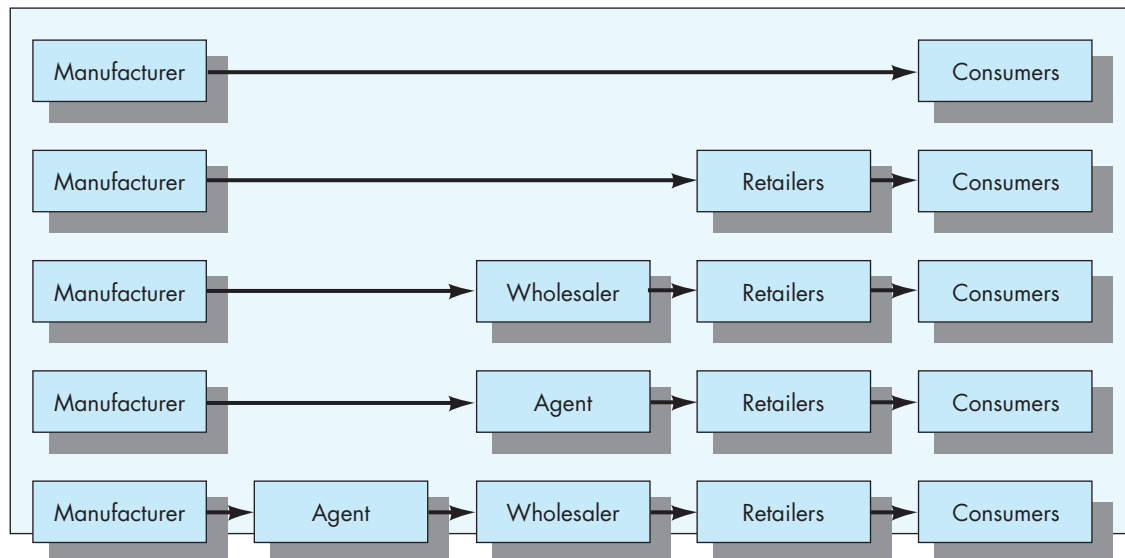 Manufacturer Consumers
Manufacturer Retailers Consumers
Manufacturer Wholesaler Retailers Consumers
Manufacturer Agent Retailers Consumers
Manufacturer Agent Wholesaler Retailers Consumers